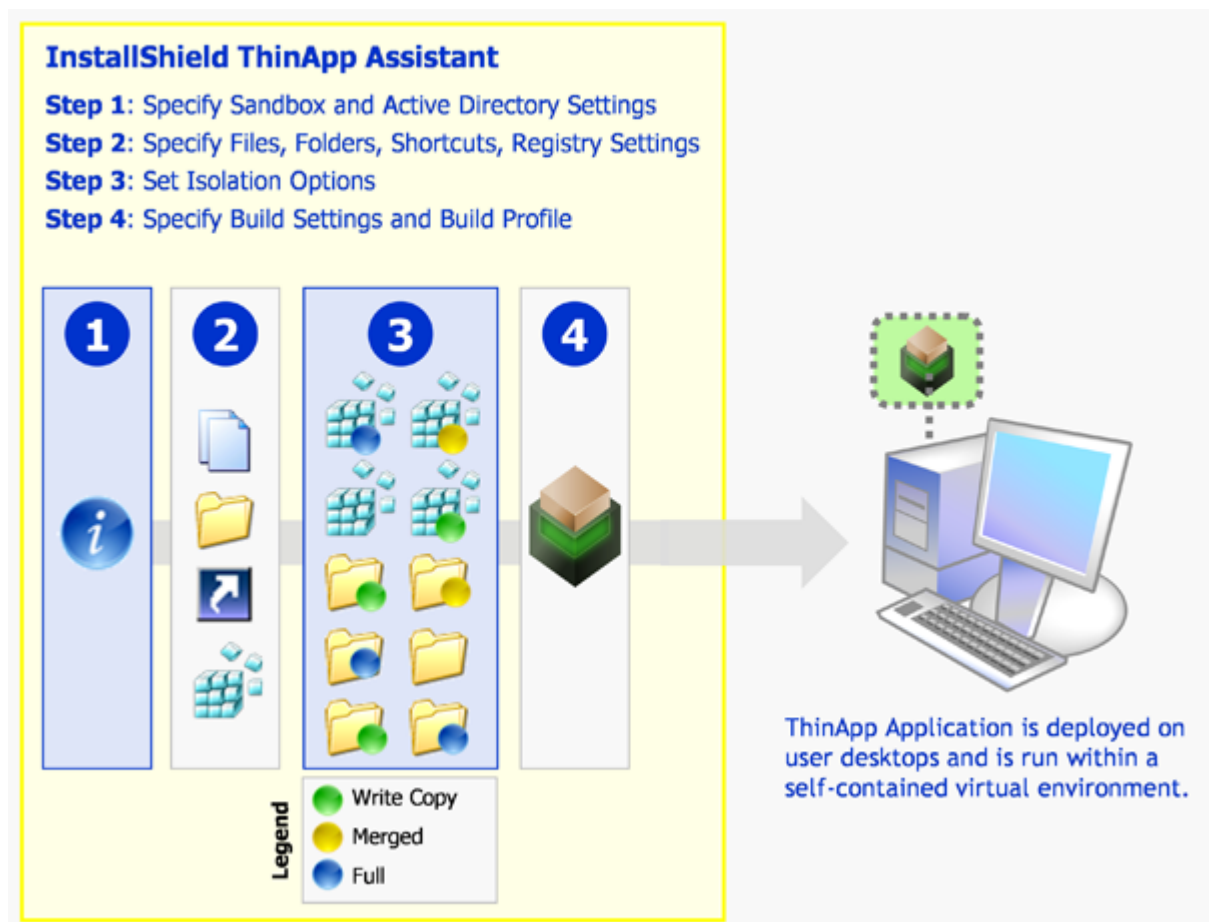 InstallShield ThinApp Assistant
Step 1: Specify Sandbox and Active Directory Settings
Step 2: Specify Files, Folders, Shortcuts, Registry Settings
Step 3: Set Isolation Options
Step 4: Specify Build Settings and Build Profile
1
2
3
4
i
ThinApp Application is deployed on
user desktops and is run within a
self-contained virtual environment.
Legend
Write Copy
Merged
Full